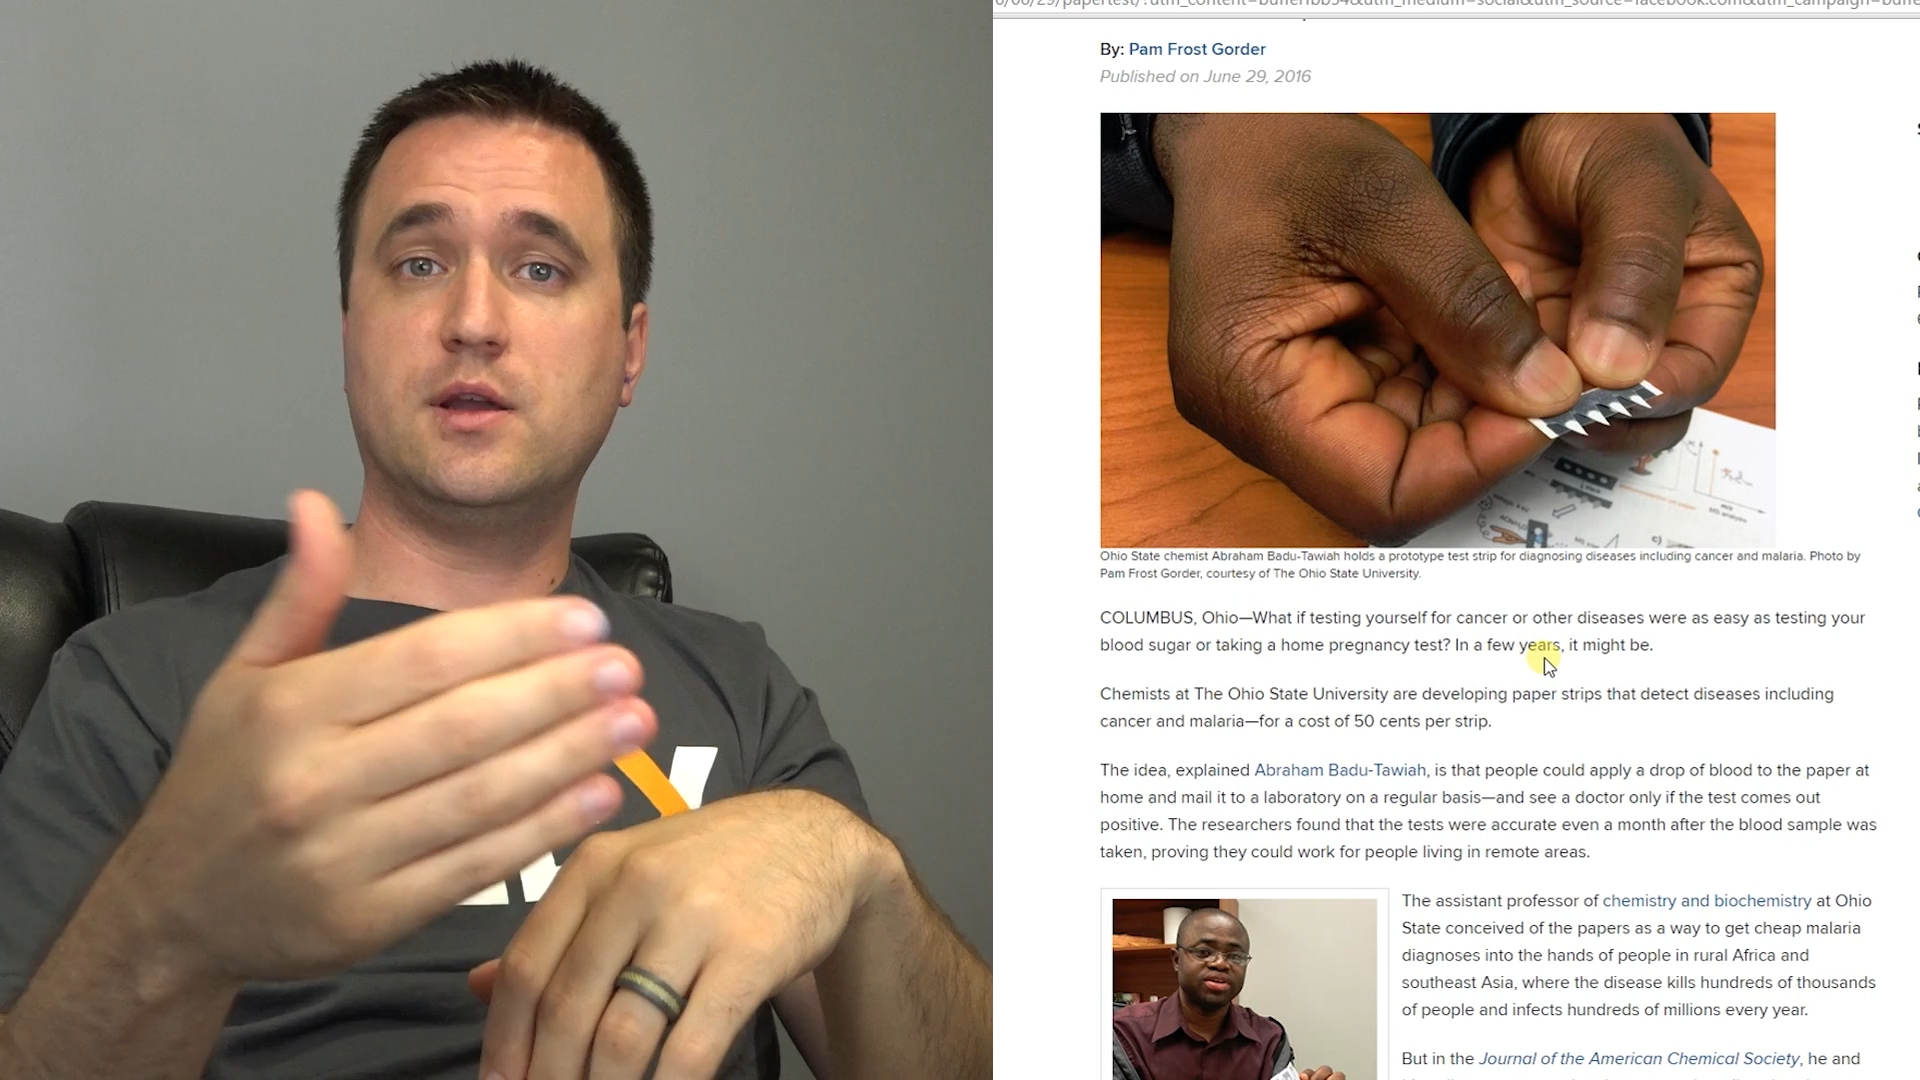 By: Pam Frost Gorder
Published on June 29, 2016
Ohio State chemist Abraham Badu-Tawiah holds a prototype test strip for diagnosing diseases including cancer and malaria. Photo by
Pam Frost Gorder, courtesy of The Ohio State University.
COLUMBUS, Ohio—What if testing yourself for cancer or other diseases were as easy as testing your
blood sugar or taking a home pregnancy test? In a few years, it might be.
Chemists at The Ohio State University are developing paper strips that detect diseases including
cancer and malaria—for a cost of 50 cents per strip.
The idea, explained Abraham Badu-Tawiah, is that people could apply a drop of blood to the paper at
home and mail it to a laboratory on a regular basis—and see a doctor only if the test comes out
positive. The researchers found that the tests were accurate even a month after the blood sample was
taken, proving they could work for people living in remote areas.
The assistant professor of chemistry and biochemistry at Ohio
State conceived of the papers as a way to get cheap malaria
diagnoses into the hands of people in rural Africa and
southeast Asia, where the disease kills hundreds of thousands
of people and infects hundreds of millions every year.
But in the Journal of the American Chemical Society, he and